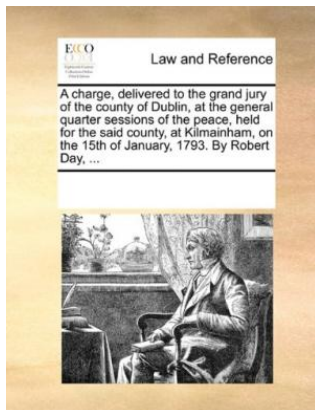 ECCO
Law and Reference
A charge, delivered to the grand jury
of the county of Dublin, at the general
quarter sessions of the peace, held
for the said county, at Kilmainham, on
the 15th of January, 1793. By Robert
Day, ...